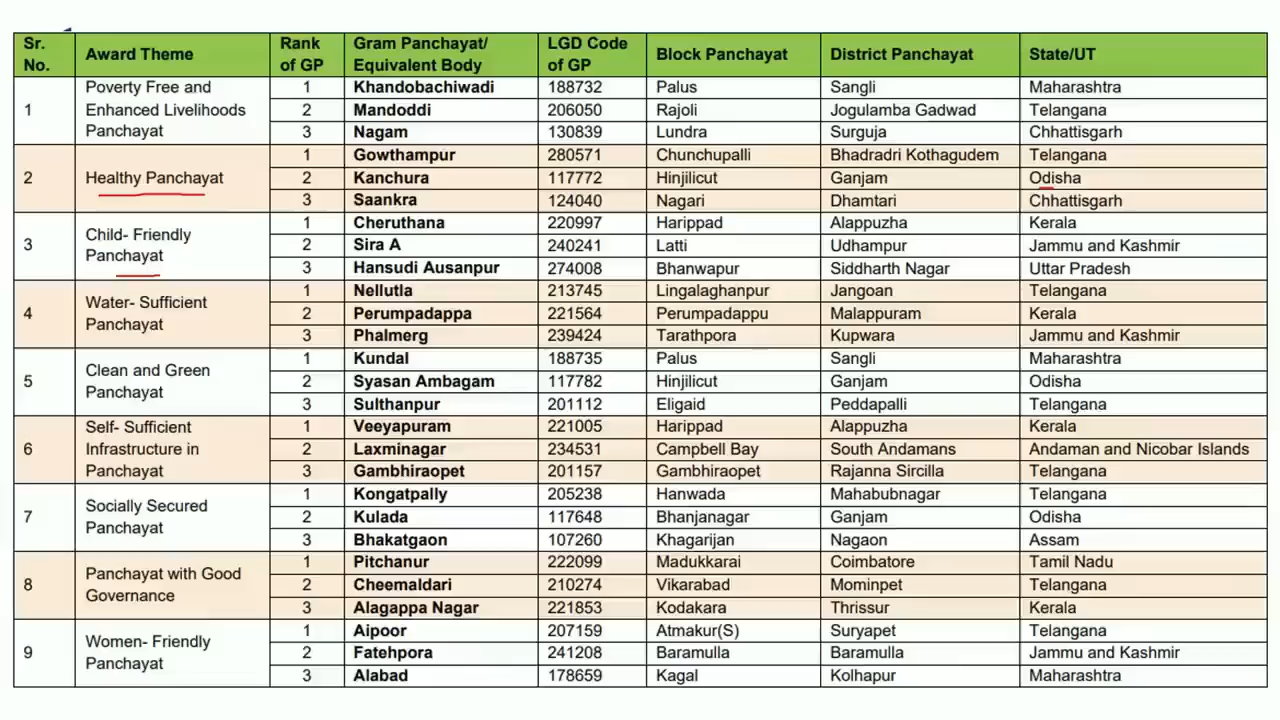 Sr. No. Award Theme Rank of GP Gram Panchayat/ Equivalent Body LGD Code of GP Block Panchayat District Panchayat State/UT
1 Poverty Free and Enhanced Livelihoods Panchayat 1 Khandobachiwadi 188732 Palus Sangli Maharashtra
2 Mandoddi 206050 Rajoli Jogulamba Gadwad Telangana
3 Nagam 130839 Lundra Surguja Chhattisgarh
2 Healthy Panchayat 1 Gowthampur 280571 Chunchupalli Bhadradri Kothagudem Telangana
2 Kanchura 117772 Hinjilicut Ganjam Odisha
3 Saankra 124040 Nagari Dhamtari Chhattisgarh
3 Child- Friendly Panchayat 1 Cheruthana 220997 Harippad Alappuzha Kerala
2 Sira A 240241 Latti Udhampur Jammu and Kashmir
3 Hansudi Ausanpur 274008 Bhanwapur Siddharth Nagar Uttar Pradesh
4 Water- Sufficient Panchayat 1 Nellutla 213745 Lingalaghanpur Jangoan Telangana
2 Perumpadappa 221564 Perumpadappu Malappuram Kerala
3 Phalmerg 239424 Tarathpora Kupwara Jammu and Kashmir
5 Clean and Green Panchayat 1 Kundal 188735 Palus Sangli Maharashtra
2 Syasan Ambagam 117782 Hinjilicut Ganjam Odisha
3 Sulthanpur 201112 Eligaid Peddapalli Telangana
6 Self- Sufficient Infrastructure in Panchayat 1 Veeyapuram 221005 Harippad Alappuzha Kerala
2 Laxminagar 234531 Campbell Bay South Andamans Andaman and Nicobar Islands
3 Gambhiraopet 201157 Gambhiraopet Rajanna Sircilla Telangana
7 Socially Secured Panchayat 1 Kongatpally 205238 Hanwada Mahabubnagar Telangana
2 Kulada 117648 Bhanjanagar Ganjam Odisha
3 Bhakatgaon 107260 Khagarijan Nagaon Assam
8 Panchayat with Good Governance 1 Pitchanur 222099 Madukkarai Coimbatore Tamil Nadu
2 Cheemaldari 210274 Vikarabad Mominpet Telangana
3 Alagappa Nagar 221853 Kodakara Thrissur Kerala
9 Women- Friendly Panchayat 1 Aipoor 207159 Atmakur(S) Suryapet Telangana
2 Fatehpora 241208 Baramulla Baramulla Jammu and Kashmir
3 Alabad 178659 Kagal Kolhapur Maharashtra